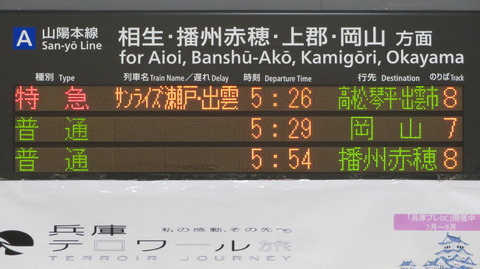 A 山陽本線 相生・播州赤穂・上郡・岡山 方面
San-yō Line for Aioi, Banshū-Akō, Kamigōri, Okayama
種別 Type 列車名 Train Name / 遅れ Delay 時刻 Departure Time 行先 Destination のりば Track
特急 サンライズ瀬戸・出雲 5:26 高松琴平・出雲市 8
普通 5:29 岡山 7
普通 5:54 播州赤穂 8
兵庫 私の感動、その先へ
テロワール旅
TERROIR JOURNEY
「兵庫プレDC」開催中
7月〜9月